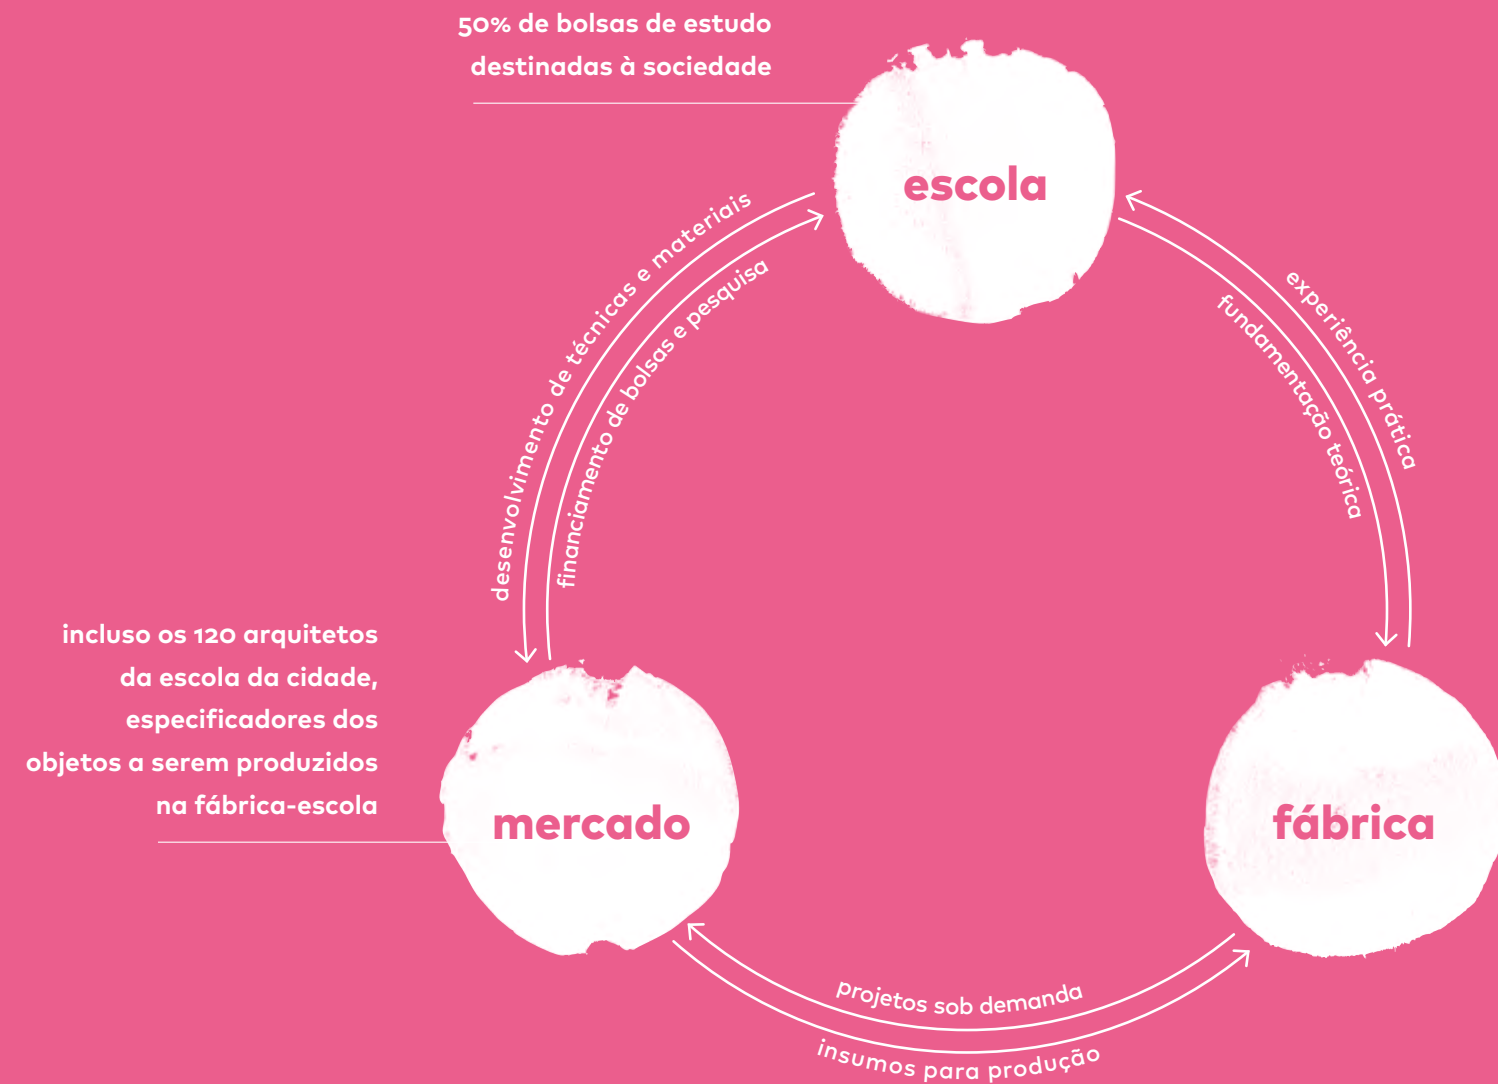 50% de bolsas de estudo
destinadas à sociedade
escola
desenvolvimento de técnicas e materiais
financiamento de bolsas e pesquisa
experiência prática
fundamentação teórica
incluso os 120 arquitetos
da escola da cidade,
especificadores dos
objetos a serem produzidos
na fábrica-escola
mercado
fábrica
projetos sob demanda
insumos para produção